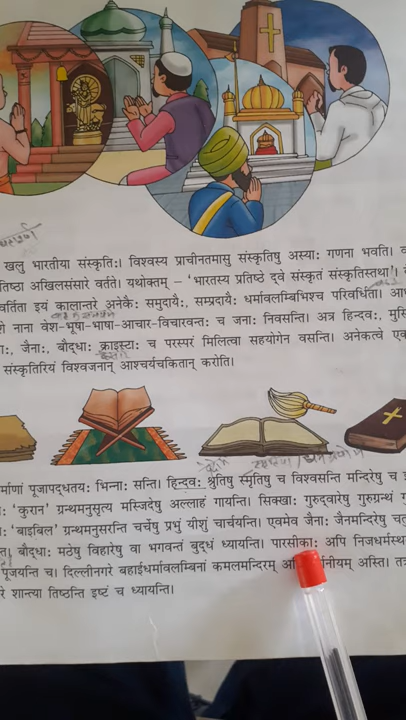 खलु भारतीया संस्कृतिः। विश्वस्य प्राचीनतमासु संस्कृतिषु अस्याः गणना भवति।
तिष्ठा अखिलसंसारे वर्तते। यथोक्तम् – 'भारतस्य प्रतिष्ठे द्वे संस्कृतं संस्कृतिस्तथा'।
वर्तिता इयं कालान्तरे अनेकैः समुदायैः, सम्प्रदायैः धर्मावलम्बिभिश्च परिवर्धिता।
नाना वेश-भूषा-भाषा-आचार-विचारवन्तः च जनाः निवसन्ति। अत्र हिन्दवः,
जैनाः, बौद्धाः क्राइस्टाः च परस्परं मिलित्वा सहयोगेन वसन्ति। अनेकत्वे
संस्कृतिरियं विश्वजनान् आश्चर्यचकितान् करोति।
र्माणां पूजापद्धतयः भिन्नाः सन्ति। हिन्दवः श्रुतिषु स्मृतिषु च विश्वसन्ति मन्दिरेषु च
'कुरान' ग्रन्थमनुसृत्य मस्जिदेषु अल्लाहं गायन्ति। सिक्खाः गुरुद्वारेषु गुरुग्रन्थं
'बाइबिल' ग्रन्थमनुसरन्ति चर्चेषु प्रभुं यीशुं चार्चयन्ति। एवमेव जैनाः जैनमन्दिरेषु
बौद्धाः मठेषु विहारेषु वा भगवन्तं बुद्धं ध्यायन्ति। पारसीकाः अपि
पूजयन्ति च। दिल्लीनगरे बहाईधर्मावलम्बिनां कमलमन्दिरम् अस्ति।
शान्त्या तिष्ठन्ति इष्टं च ध्यायन्ति।